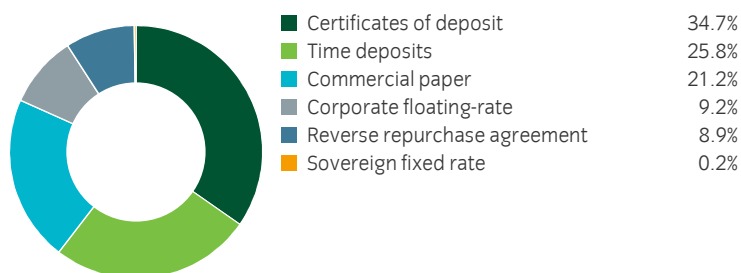 Certificates of deposit 34.7%
Time deposits 25.8%
Commercial paper 21.2%
Corporate floating-rate 9.2%
Reverse repurchase agreement 8.9%
Sovereign fixed rate 0.2%